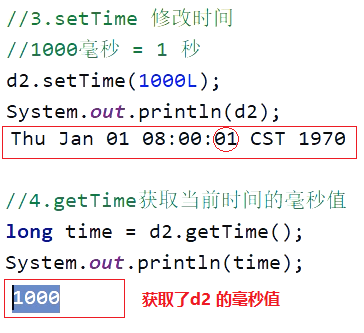 //3.setTime 修改时间
//1000毫秒 = 1 秒
d2.setTime(1000L);
System.out.println(d2);
Thu Jan 01 08:00:01 CST 1970
//4.getTime获取当前时间的毫秒值
long time = d2.getTime();
System.out.println(time);
1000 获取了d2 的毫秒值